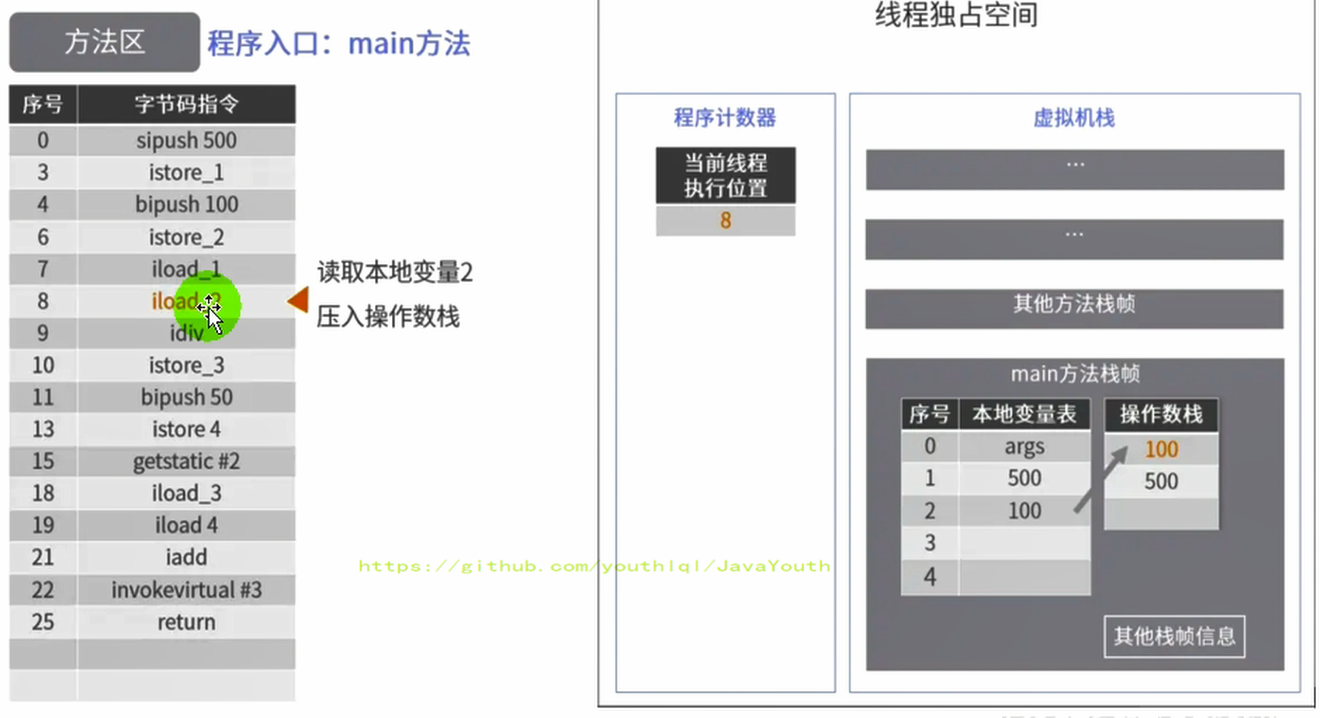 方法区
程序入口：main方法
序号 字节码指令
0 sipush 500
3 istore_1
4 bipush 100
6 istore_2
7 iload_1
8 iload_2
9 idiv
10 istore_3
11 bipush 50
13 istore 4
15 getstatic #2
18 iload_3
19 iload 4
21 iadd
22 invokevirtual #3
25 return
读取本地变量2
压入操作数栈
线程独占空间
程序计数器
当前线程
执行位置
8
虚拟机栈
...
...
其他方法栈帧
main方法栈帧
序号 本地变量表
0 args
1 500
2 100
3
4
操作数栈
100
500
其他栈帧信息
https://github.com/youthlql/JavaYouth